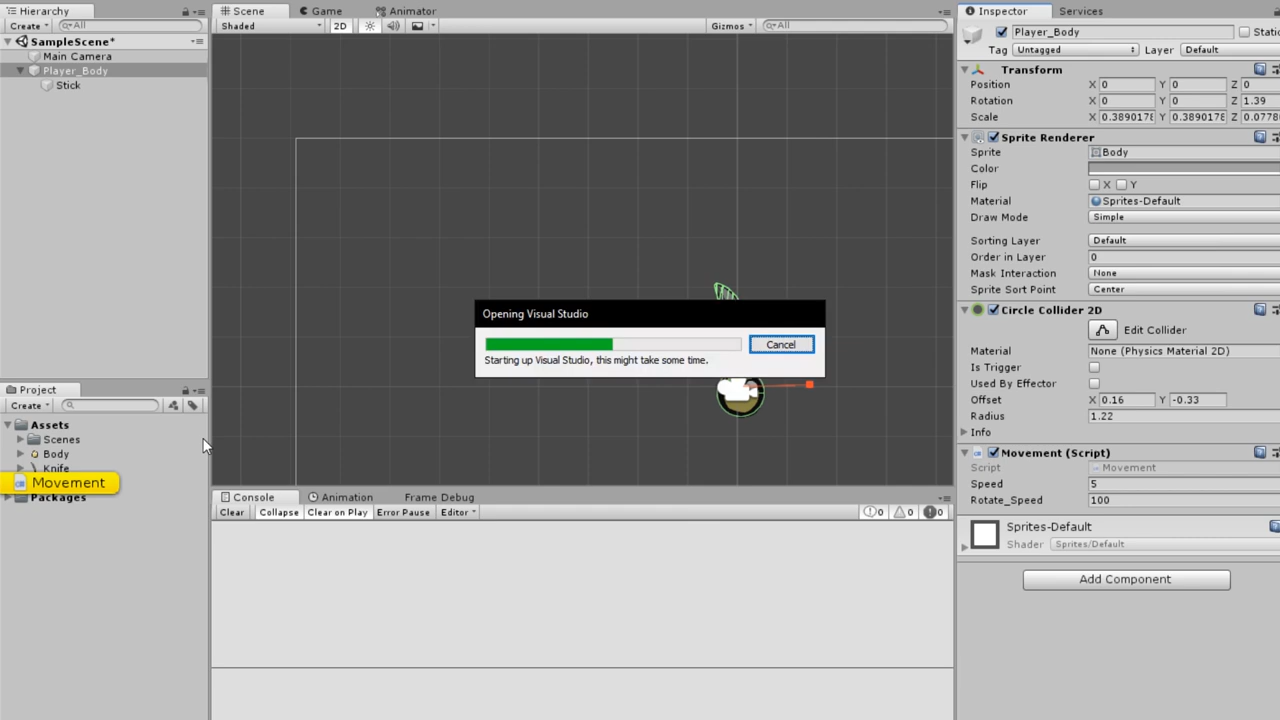 Hierarchy
Create
All
SampleScene*
Main Camera
Player_Body
Stick
Project
Create
Assets
Scenes
Body
Knife
Movement
Packages
Scene
Game
Animator
Shaded
2D
Gizmos
All
Opening Visual Studio
Cancel
Starting up Visual Studio, this might take some time.
Console
Animation
Frame Debug
Clear
Collapse
Clear on Play
Error Pause
Editor
0
0
0
Inspector
Services
Player_Body
Static
Tag Untagged Layer Default
Transform
Position X 0 Y 0 Z 0
Rotation X 0 Y 0 Z 1.39
Scale X 0.3890178 Y 0.3890178 Z 0.0778
Sprite Renderer
Sprite Body
Color
Flip X Y
Material Sprites-Default
Draw Mode Simple
Sorting Layer Default
Order in Layer 0
Mask Interaction None
Sprite Sort Point Center
Circle Collider 2D
Edit Collider
Material None (Physics Material 2D)
Is Trigger
Used By Effector
Offset X 0.16 Y -0.33
Radius 1.22
Info
Movement (Script)
Script Movement
Speed 5
Rotate_Speed 100
Sprites-Default
Shader Sprites/Default
Add Component